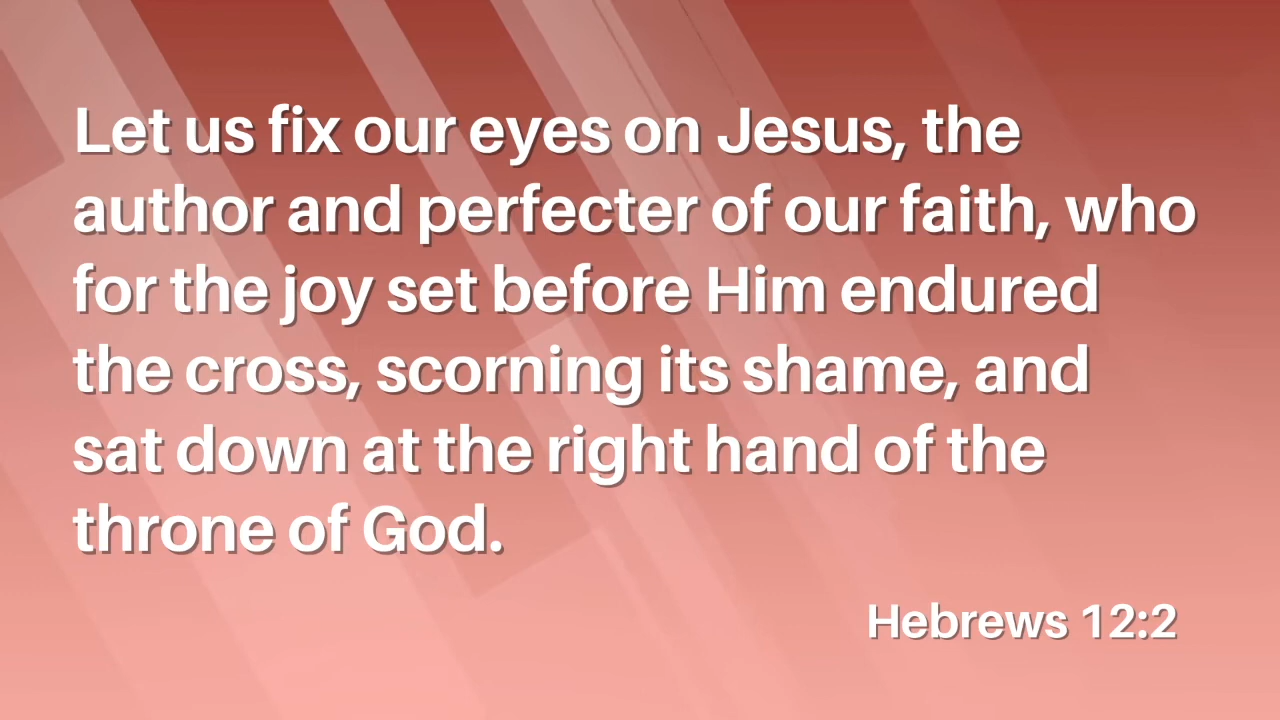 Let us fix our eyes on Jesus, the
author and perfecter of our faith, who
for the joy set before Him endured
the cross, scorning its shame, and
sat down at the right hand of the
throne of God.
Hebrews 12:2